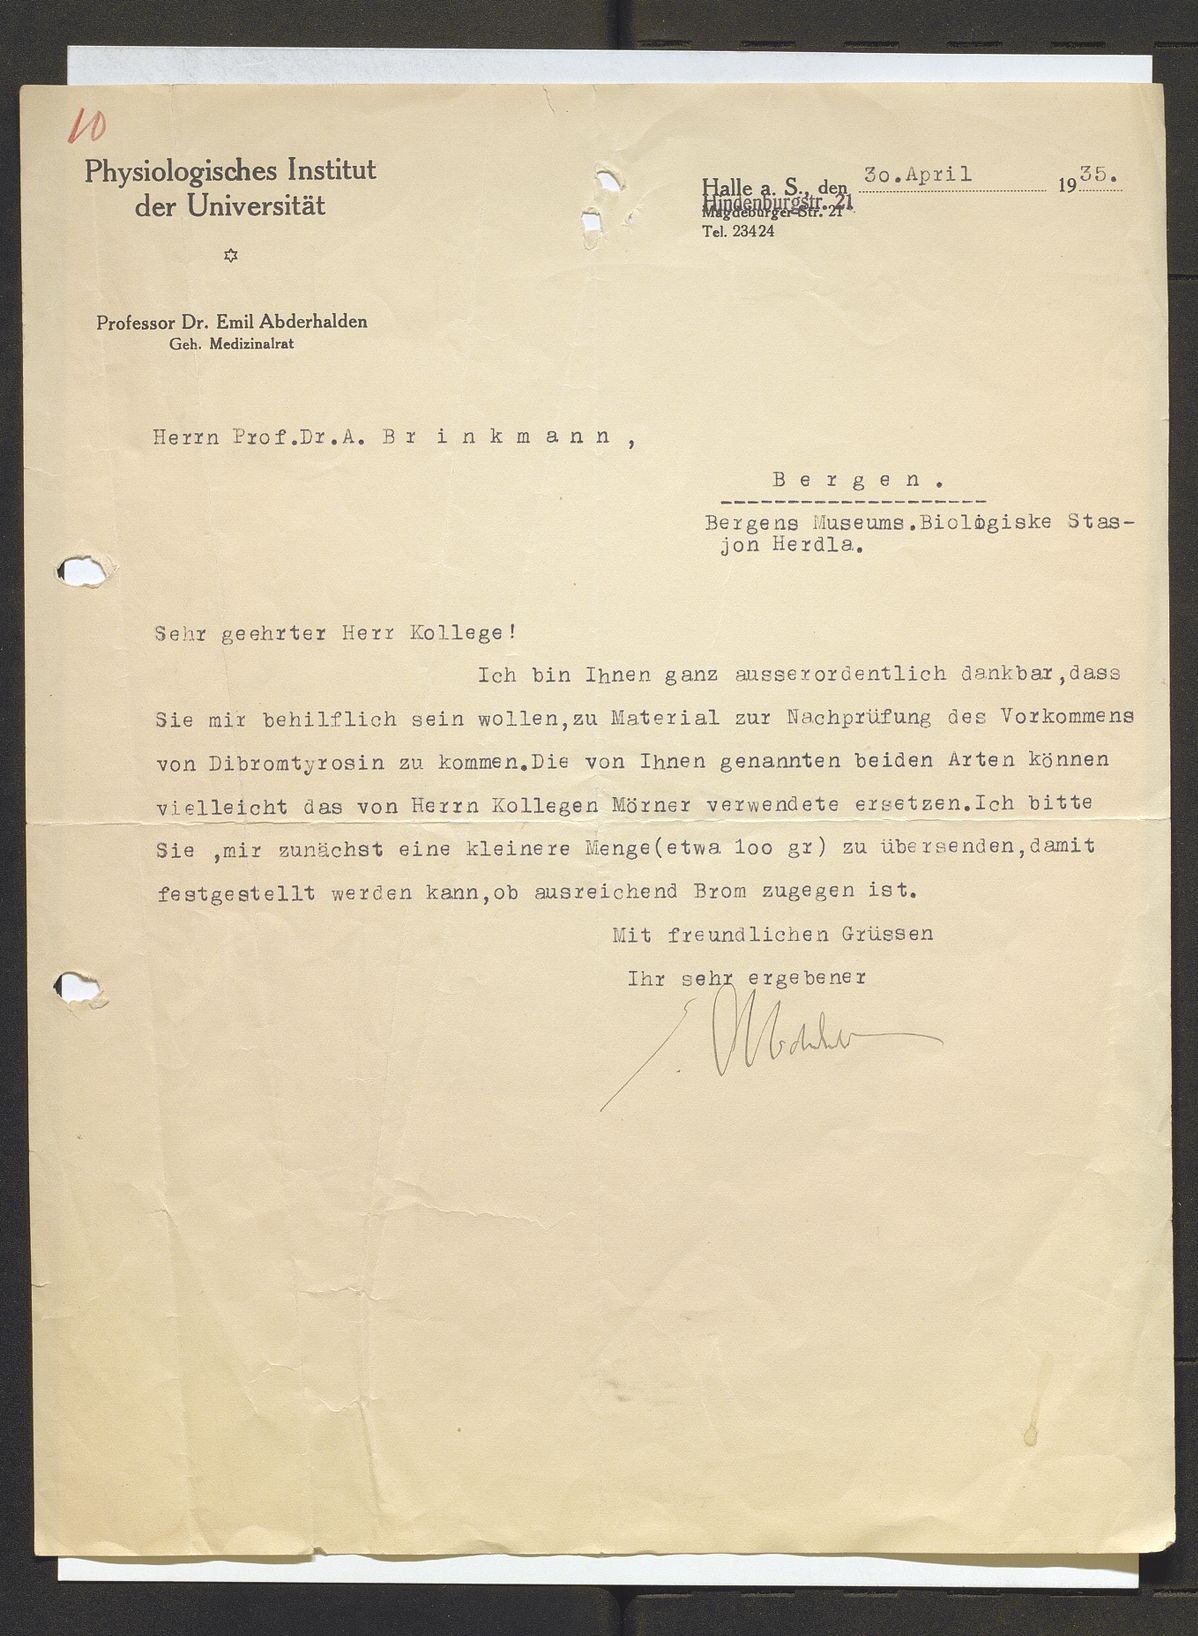 10
Physiologisches Institut
der Universität
Professor Dr. Emil Abderhalden
Geh. Medizinalrat
Halle a. S., den 30.April 1935.
Hindenburgstr. 21
Magdeburger Str. 21
Tel. 23424
Herrn Prof.Dr.A. B r i n k m a n n ,
B e r g e n .
Bergens Museums.Biologiske Stas-
jon Herdla.
Sehr geehrter Herr Kollege!
Ich bin Ihnen ganz ausserordentlich dankbar,dass
Sie mir behilflich sein wollen,zu Material zur Nachprüfung des Vorkommens
von Dibromtyrosin zu kommen.Die von Ihnen genannten beiden Arten können
vielleicht das von Herrn Kollegen Mörner verwendete ersetzen.Ich bitte
Sie ,mir zunächst eine kleinere Menge(etwa 1oo gr) zu übersenden,damit
festgestellt werden kann,ob ausreichend Brom zugegen ist.
Mit freundlichen Grüssen
Ihr sehr ergebener
E. Abderhalden